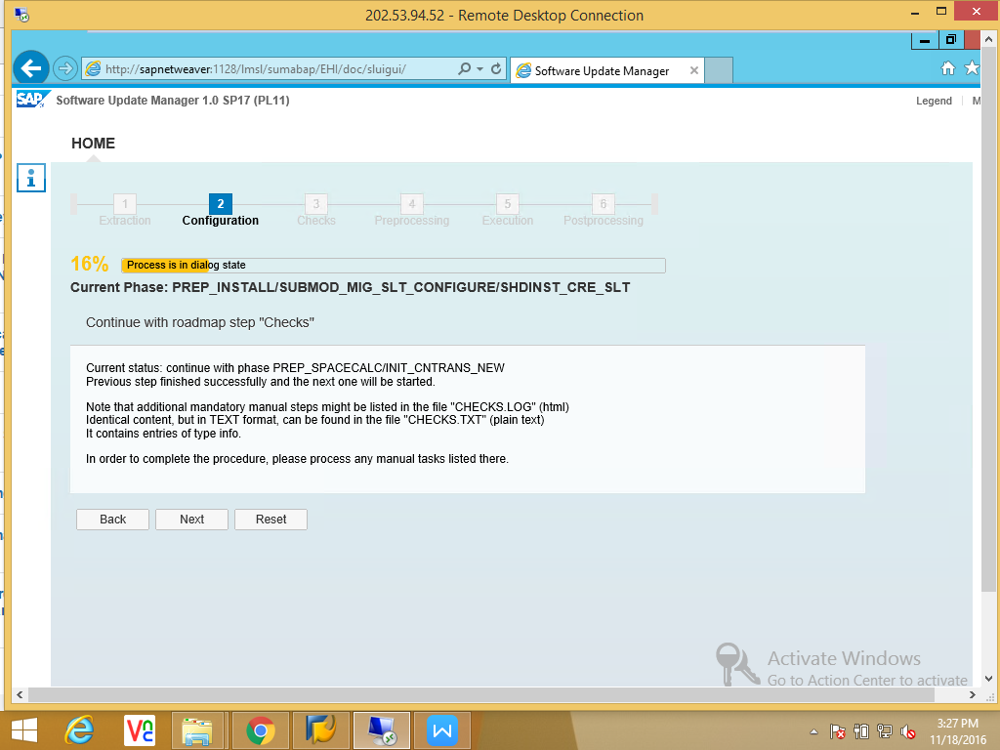 202.53.94.52 - Remote Desktop Connection
http://sapnetweaver:1128/lmsl/sumabap/EHI/doc/sluigui/
Software Update Manager
SAP
Software Update Manager 1.0 SP17 (PL11)
Legend
M
HOME
1
2
3
4
5
6
Extraction
Configuration
Checks
Preprocessing
Execution
Postprocessing
16%
Process is in dialog state
Current Phase: PREP_INSTALL/SUBMOD_MIG_SLT_CONFIGURE/SHDINST_CRE_SLT
Continue with roadmap step "Checks"
Current status: continue with phase PREP_SPACECALC/INIT_CNTRANS_NEW
Previous step finished successfully and the next one will be started.
Note that additional mandatory manual steps might be listed in the file "CHECKS.LOG" (html)
Identical content, but in TEXT format, can be found in the file "CHECKS.TXT" (plain text)
It contains entries of type info.
In order to complete the procedure, please process any manual tasks listed there.
Back
Next
Reset
Activate Windows
Go to Action Center to activate
3:27 PM
11/18/2016